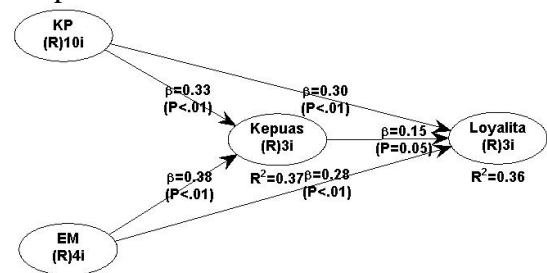 KP
(R)10i
β=0.33
(P<.01)
β=0.30
(P<.01)
Kepuas
(R)3i
β=0.15
(P=0.05)
Loyalita
(R)3i
R²=0.37
β=0.38
(P<.01)
β=0.28
(P<.01)
R²=0.36
EM
(R)4i